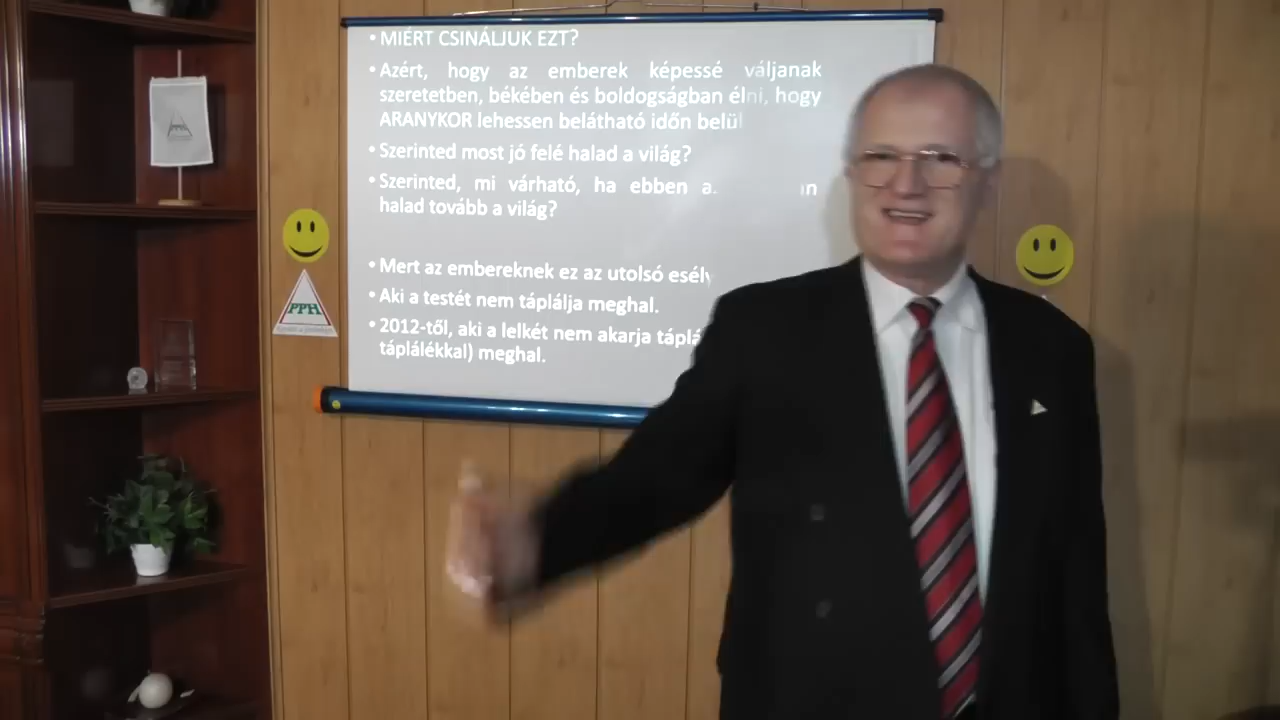 • MIÉRT CSINÁLJUK EZT?
• Azért, hogy az emberek képessé váljanak
szeretetben, békében és boldogságban élni, hogy
ARANYKOR lehessen belátható időn belül
• Szerinted most jó felé halad a világ?
• Szerinted, mi várható, ha ebben
halad tovább a világ?
• Mert az embereknek ez az utolsó
• Aki a testét nem táplálja meghal.
• 2012-től, aki a lelkét nem akarja
táplálékkal) meghal.
PPH